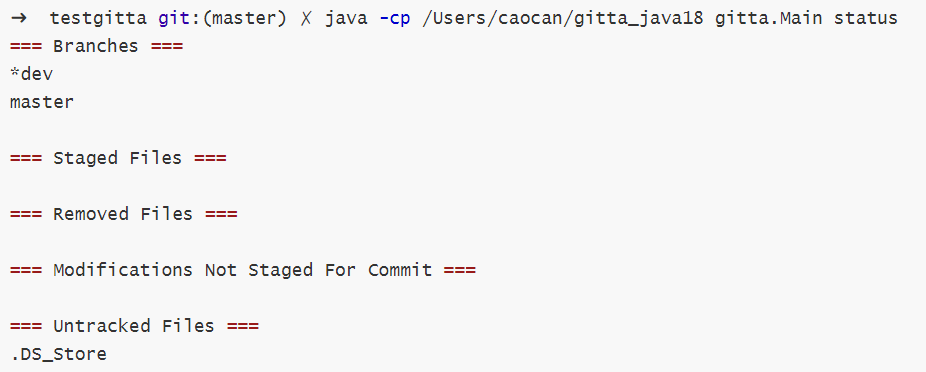 ➜ testgitta git:(master) ✗ java -cp /Users/caocan/gitta_java18 gitta.Main status
=== Branches ===
*dev
master
=== Staged Files ===
=== Removed Files ===
=== Modifications Not Staged For Commit ===
=== Untracked Files ===
.DS_Store